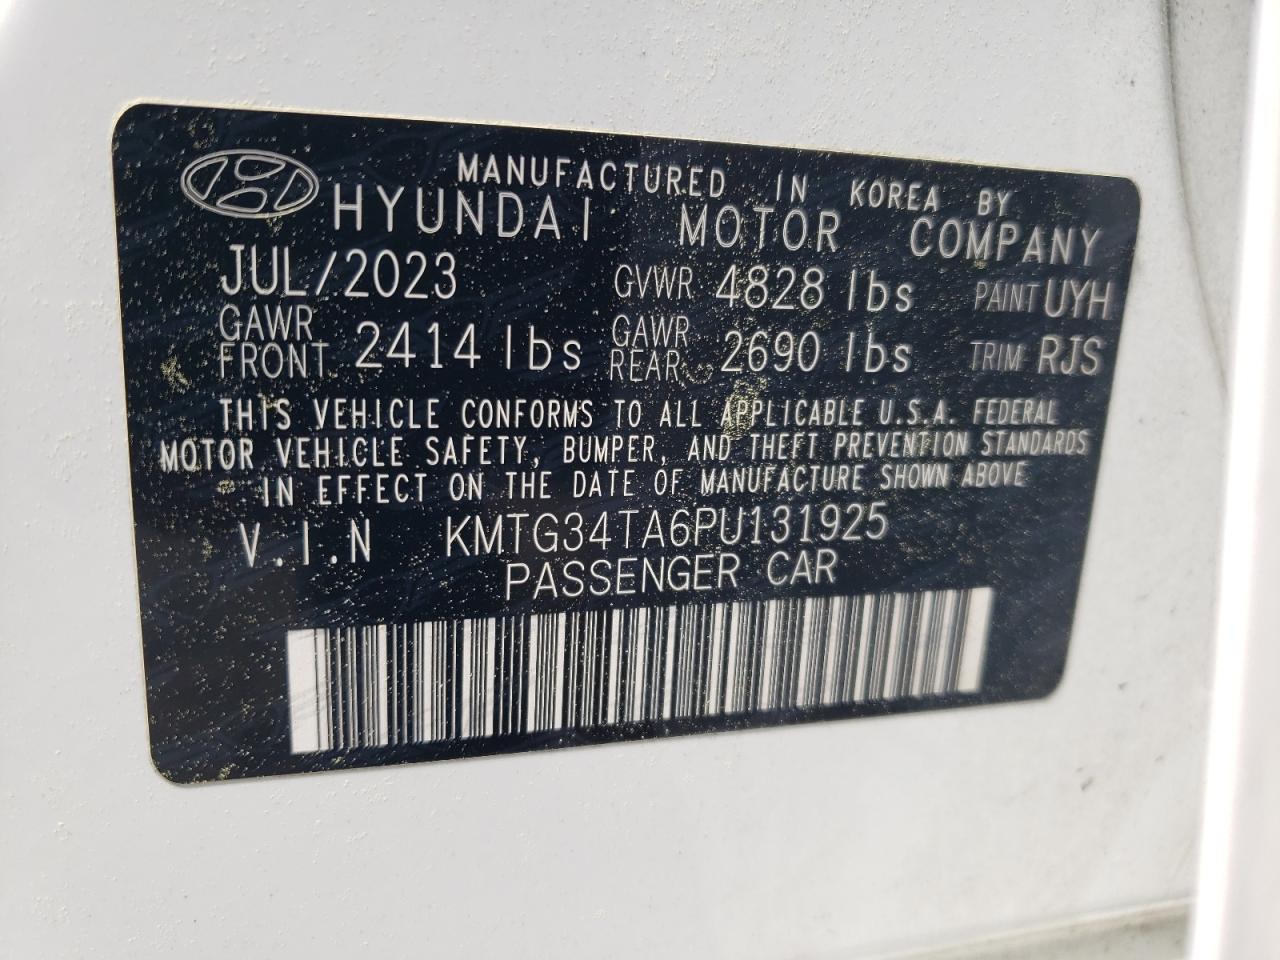 MANUFACTURED IN KOREA BY
HYUNDAI MOTOR COMPANY
JUL/2023 GVWR 4828 lbs PAINT UYH
GAWR FRONT 2414 lbs GAWR REAR 2690 lbs TRIM RJS
THIS VEHICLE CONFORMS TO ALL APPLICABLE U.S.A. FEDERAL
MOTOR VEHICLE SAFETY, BUMPER, AND THEFT PREVENTION STANDARDS
IN EFFECT ON THE DATE OF MANUFACTURE SHOWN ABOVE
V.I.N KMTG34TA6PU131925
PASSENGER CAR